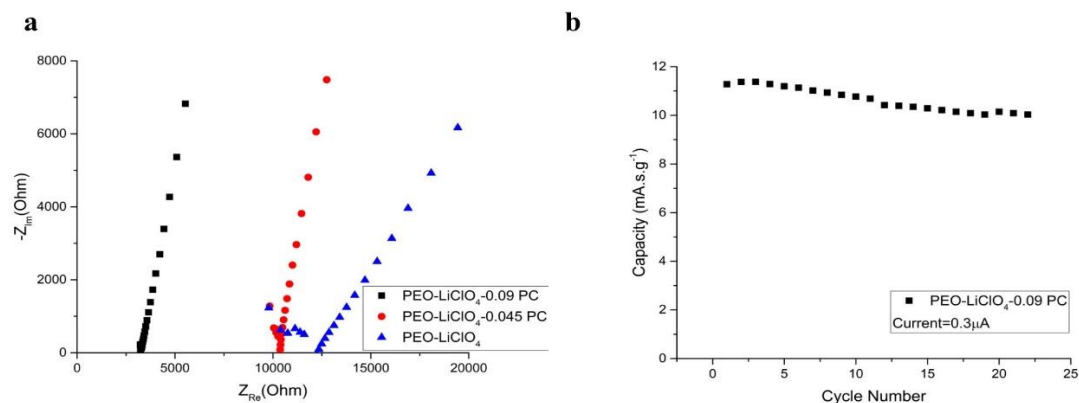 a
8000
6000
4000
2000
0
-Z_Im(Ohm)
0
5000
10000
15000
20000
Z_Re(Ohm)
PEO-LiClO₄-0.09 PC
PEO-LiClO₄-0.045 PC
PEO-LiClO₄
b
12
10
8
6
4
2
0
Capacity (mA.s.g⁻¹)
0
5
10
15
20
25
Cycle Number
PEO-LiClO₄-0.09 PC
Current=0.3μA